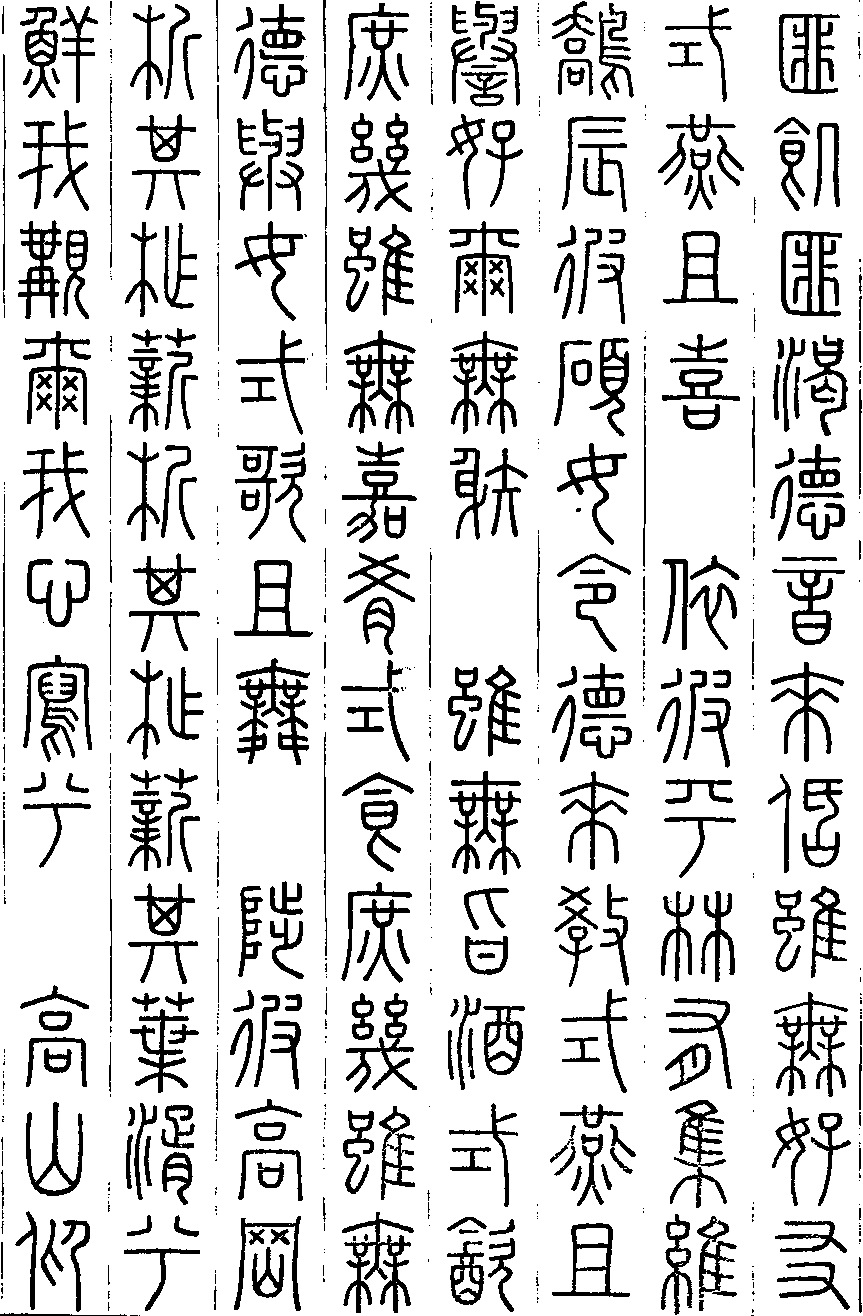 匪飢匪渴德音來佸雖無好友
式燕且喜　依彼平林有集維
鷮辰彼碩女令德來教式燕且
譽好爾無射　雖無旨酒式飲
庶幾雖無嘉肴式食庶幾雖無
德與女式歌且舞　陟彼高岡
析其柞薪析其柞薪其葉湑兮
鮮我覯爾我心寫兮　高山仰